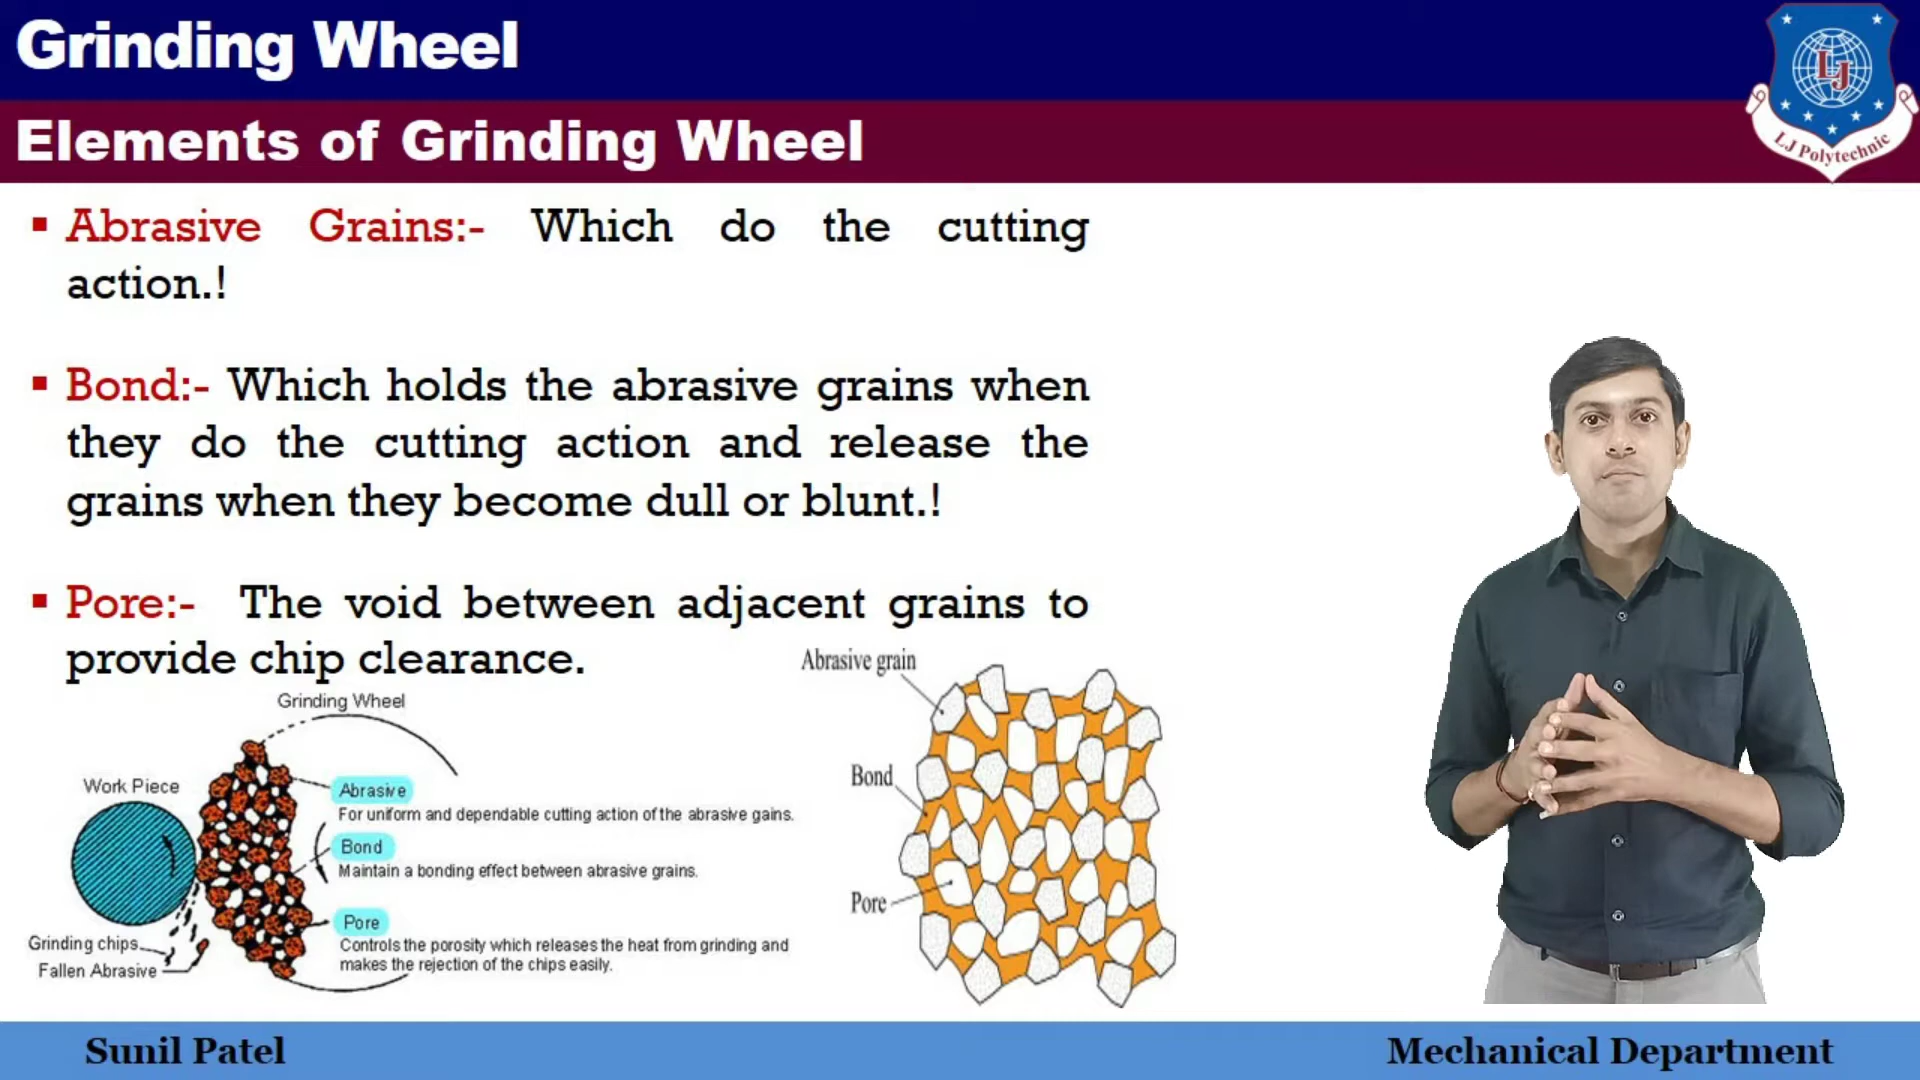 Grinding Wheel
Elements of Grinding Wheel
LJ
LJ Polytechnic
▪ Abrasive Grains:- Which do the cutting
action.!
▪ Bond:- Which holds the abrasive grains when
they do the cutting action and release the
grains when they become dull or blunt.!
▪ Pore:- The void between adjacent grains to
provide chip clearance.
Grinding Wheel
Work Piece
Abrasive
For uniform and dependable cutting action of the abrasive gains.
Bond
Maintain a bonding effect between abrasive grains.
Pore
Controls the porosity which releases the heat from grinding and
makes the rejection of the chips easily.
Grinding chips
Fallen Abrasive
Abrasive grain
Bond
Pore
Sunil Patel
Mechanical Department